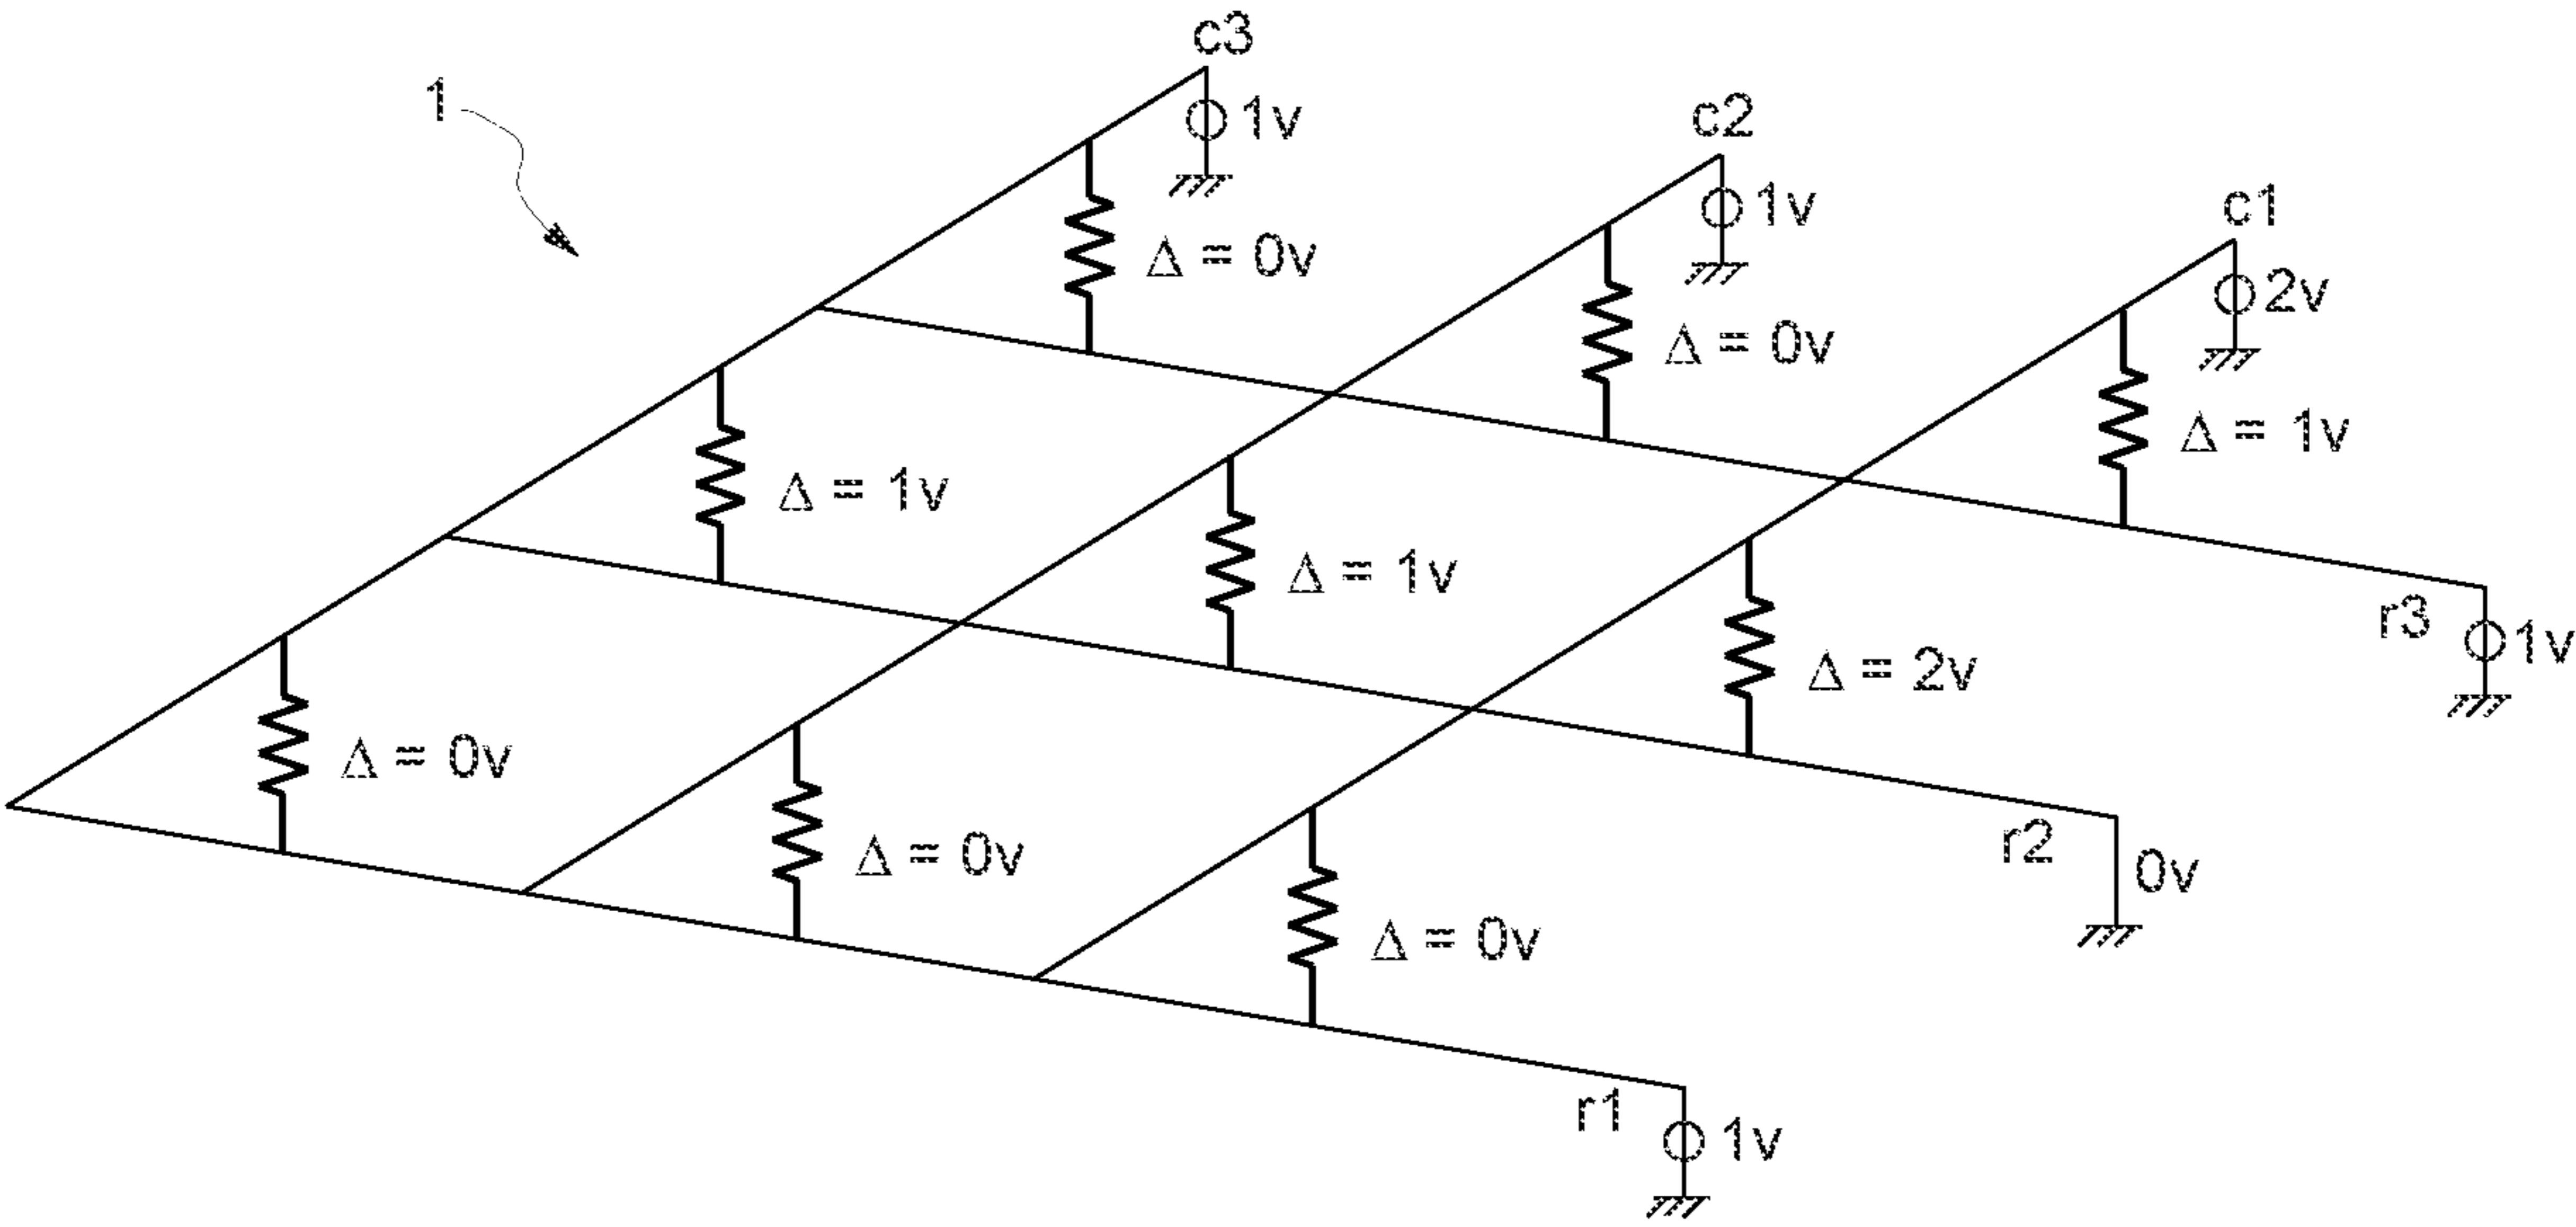 c3
1
1v
c2
1v
c1
Δ = 0v
2v
Δ = 0v
Δ = 1v
Δ = 1v
Δ = 1v
r3
1v
Δ = 2v
Δ = 0v
r2
0v
Δ = 0v
Δ = 0v
r1
1v